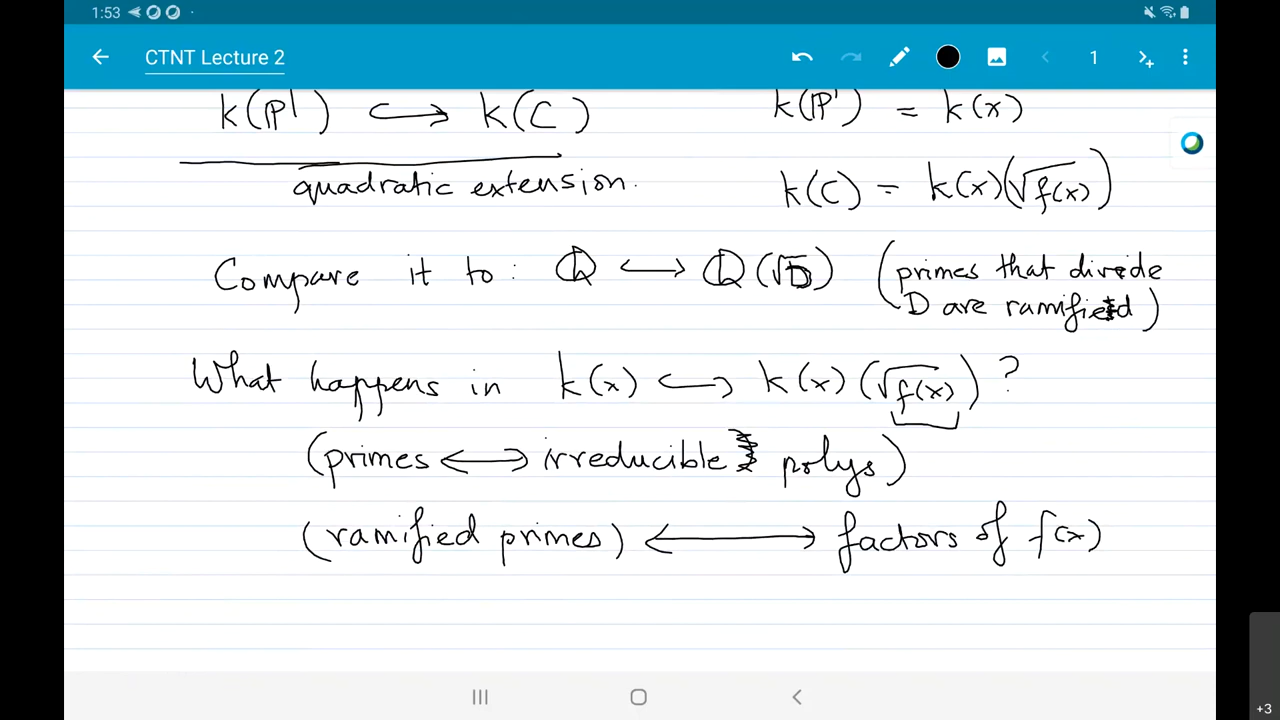 1:53
CTNT Lecture 2
1
k(ℙ¹) ↪ k(C)
k(ℙ¹) = k(x)
quadratic extension.
k(C) = k(x)(√f(x))
Compare it to: ℚ ↪ ℚ(√D) (primes that divide
D are ramified)
What happens in k(x) ↪ k(x)(√f(x))?
(primes ⟷ irreducible polys)
(ramified primes) ⟷ factors of f(x)
+3